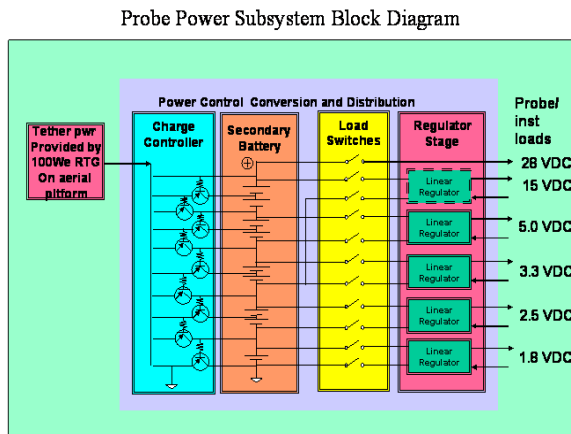 Probe Power Subsystem Block Diagram
Power Control Conversion and Distribution
Tether pwr
Provided by
100We RTG
On aerial
pltform
Charge
Controller
Secondary
Battery
Load
Switches
Regulator
Stage
Probe/
inst
loads
28 VDC
Linear
Regulator
15 VDC
Linear
Regulator
5.0 VDC
Linear
Regulator
3.3 VDC
Linear
Regulator
2.5 VDC
Linear
Regulator
1.8 VDC